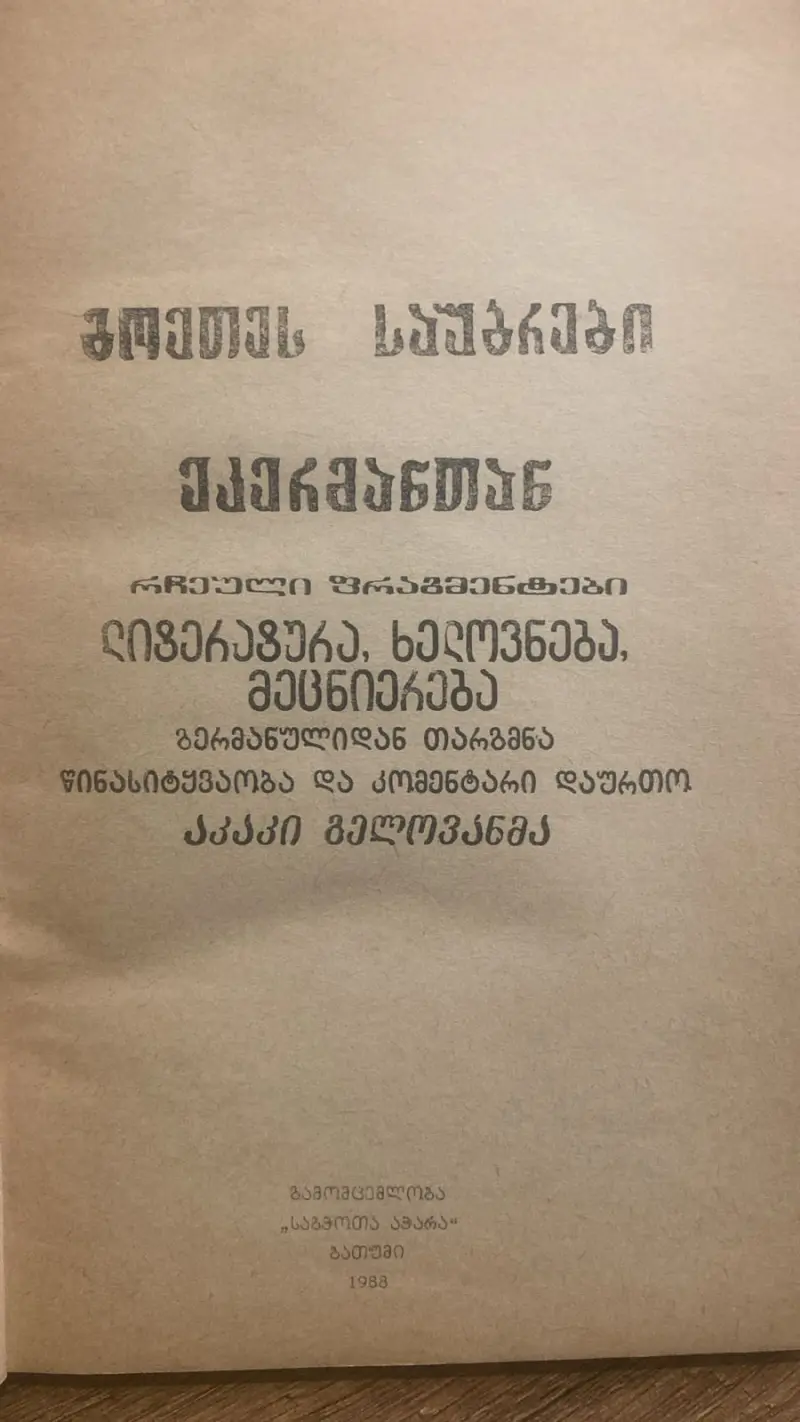 გოეთეს საუბრები
ეკერმანთან
რჩეული ფრაგმენტები
ლიტერატურა, ხელოვნება,
მეცნიერება
გერმანულიდან თარგმნა
წინასიტყვაობა და კომენტარი დაურთო
აკაკი გელოვანმა
გამომცემლობა
„საბჭოთა აჭარა“
ბათუმი
1988